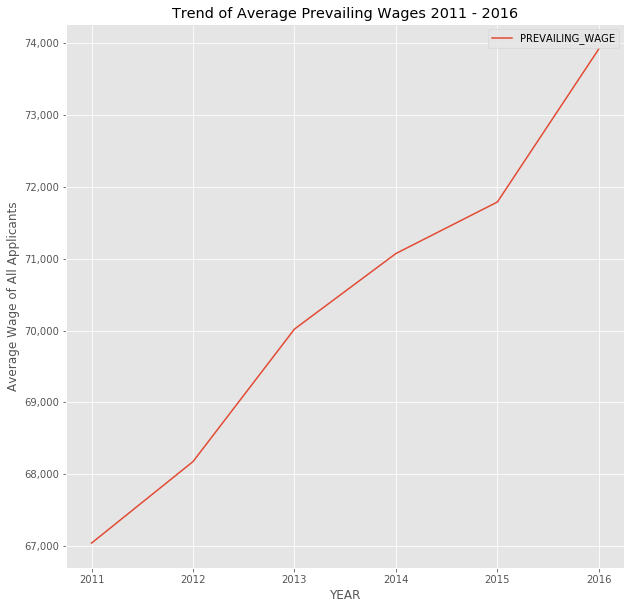 Trend of Average Prevailing Wages 2011 - 2016
PREVAILING_WAGE
74,000
73,000
72,000
71,000
70,000
69,000
68,000
67,000
Average Wage of All Applicants
2011 2012 2013 2014 2015 2016
YEAR